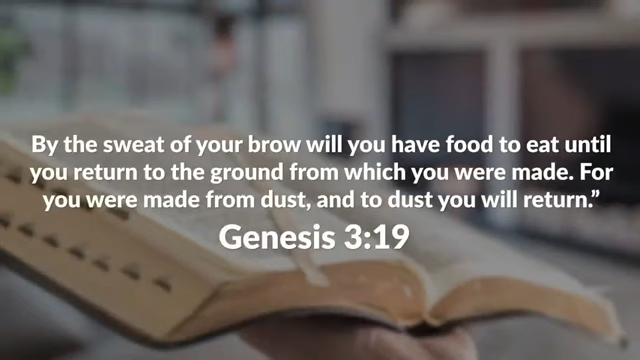 By the sweat of your brow will you have food to eat until
you return to the ground from which you were made. For
you were made from dust, and to dust you will return.”
Genesis 3:19